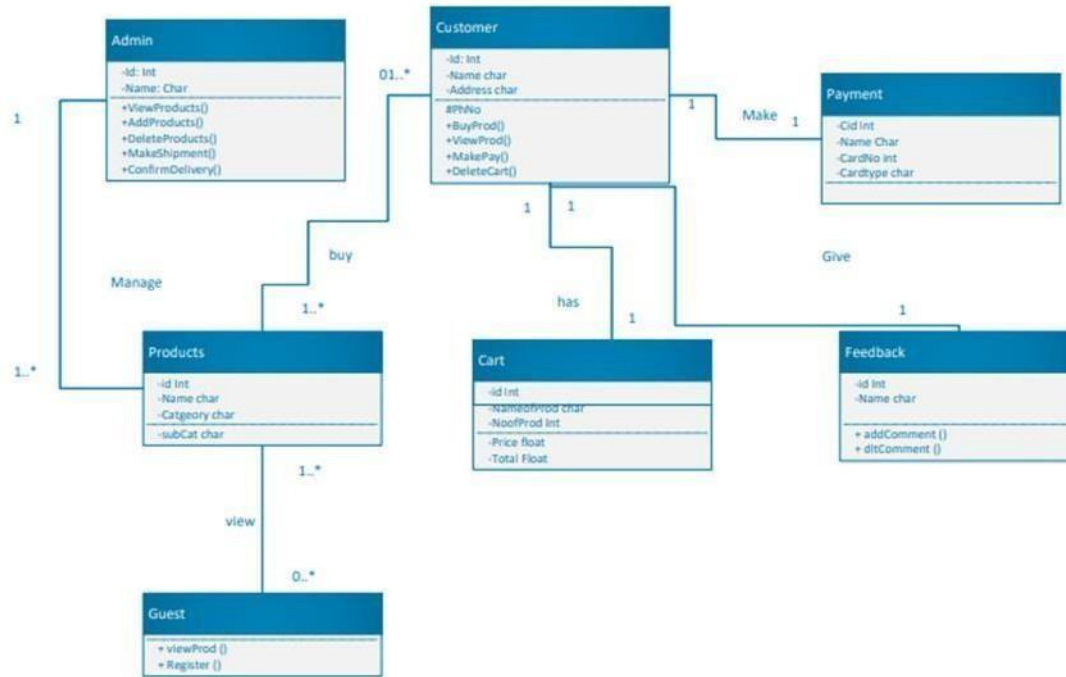 Admin
-Id: Int
-Name: Char
+ViewProducts()
+AddProducts()
+DeleteProducts()
+MakeShipment()
+ConfirmDelivery()
Customer
-Id: Int
-Name char
-Address char
#PhNo
+BuyProd()
+ViewProd()
+MakePay()
+DeleteCart()
Payment
-Cid Int
-Name Char
-CardNo int
-Cardtype char
1
01..*
1
Make
1
1
1
buy
Give
Manage
has
1..*
1
1
1..*
Products
-id Int
-Name char
-Catgeory char
-subCat char
Cart
-id Int
-NameofProd char
-NoofProd Int
-Price float
-Total Float
Feedback
-id Int
-Name char
+ addComment ()
+ dltComment ()
1..*
view
0..*
Guest
+ viewProd ()
+ Register ()